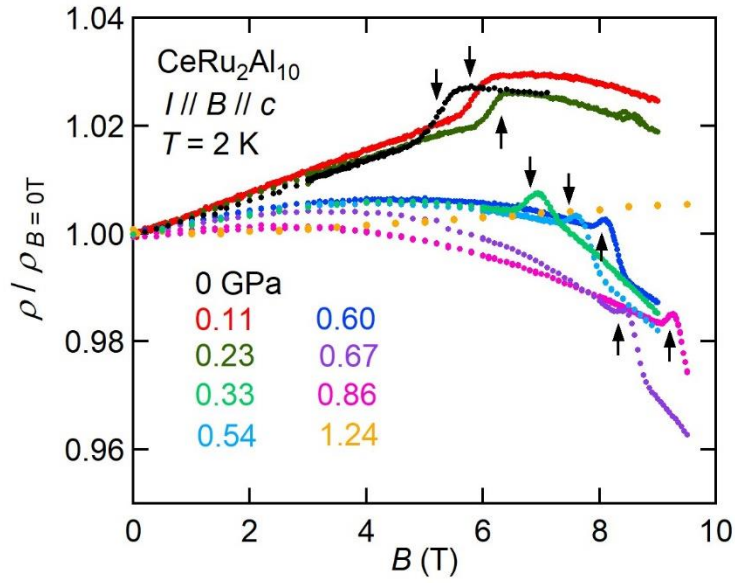 1.04
1.02
1.00
0.98
0.96
ρ / ρB = 0T
CeRu2Al10
I // B // c
T = 2 K
0 GPa
0.11 0.60
0.23 0.67
0.33 0.86
0.54 1.24
0 2 4 6 8 10
B (T)